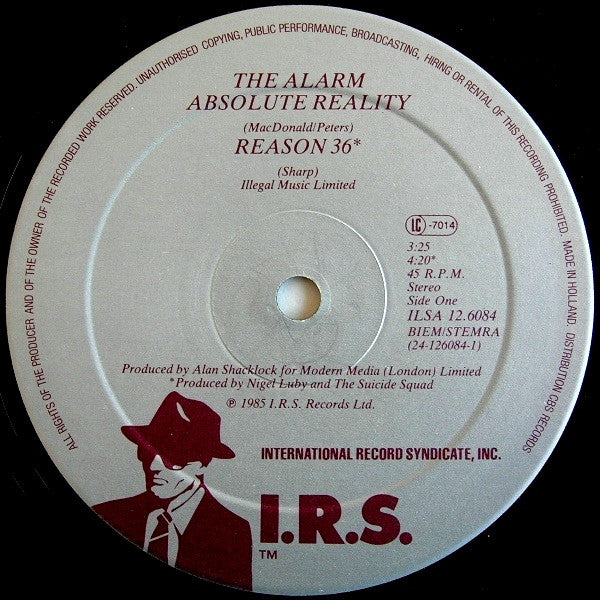 ALL RIGHTS OF THE PRODUCER AND OF THE OWNER OF THE RECORDED WORK RESERVED. UNAUTHORISED COPYING, PUBLIC PERFORMANCE, BROADCASTING, HIRING OR RENTAL OF THIS RECORDING PROHIBITED. MADE IN HOLLAND. DISTRIBUTION CBS RECORDS
THE ALARM
ABSOLUTE REALITY
(MacDonald/Peters)
REASON 36*
(Sharp)
Illegal Music Limited
LC -7014
3:25
4:20*
45 R.P.M.
Stereo
Side One
ILSA 12.6084
BIEM/STEMRA
(24-126084-1)
Produced by Alan Shacklock for Modern Media (London) Limited
*Produced by Nigel Luby and The Suicide Squad
℗ 1985 I.R.S. Records Ltd.
INTERNATIONAL RECORD SYNDICATE, INC.
I.R.S.
TM